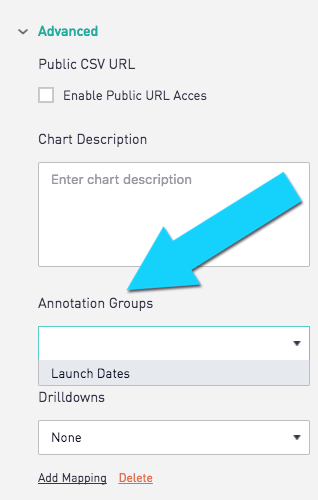 Advanced
Public CSV URL
Enable Public URL Acces
Chart Description
Enter chart description
Annotation Groups
Launch Dates
Drilldowns
None
Add Mapping Delete